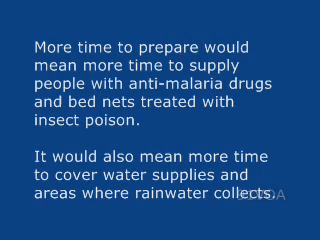 More time to prepare would
mean more time to supply
people with anti-malaria drugs
and bed nets treated with
insect poison.
It would also mean more time
to cover water supplies and
areas where rainwater collects.